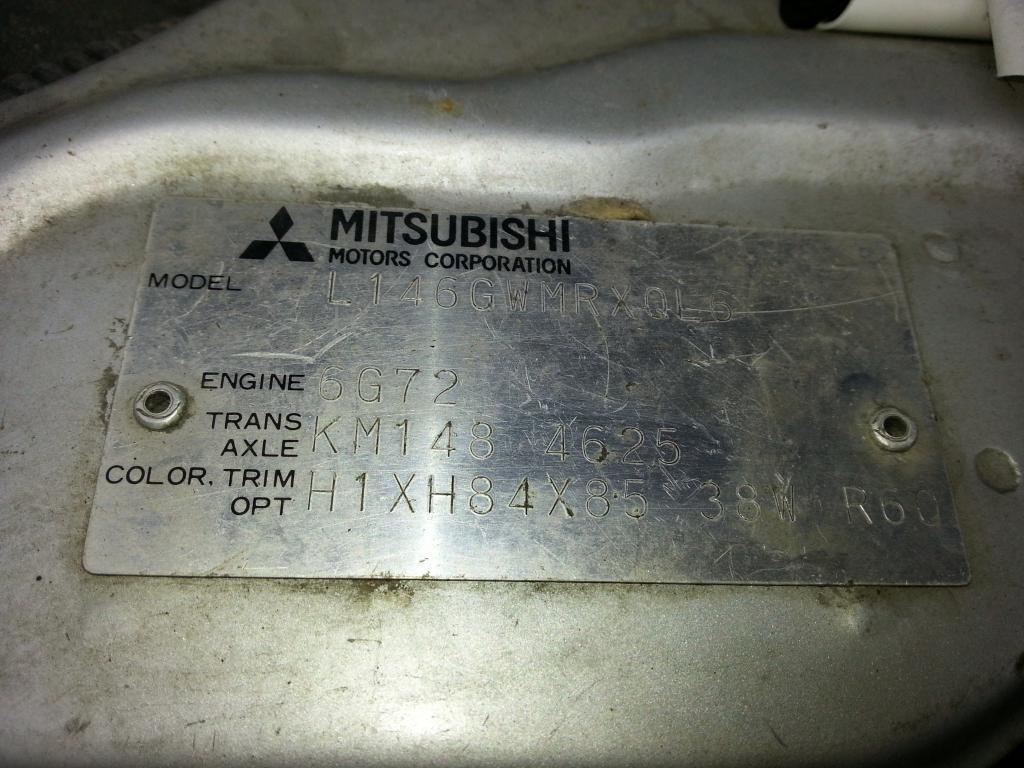 MITSUBISHI
MOTORS CORPORATION
MODEL L146GWMRXQL6
ENGINE 6G72
TRANS
AXLE KM148 4625
COLOR, TRIM
OPT H1XH84X85 38W R60